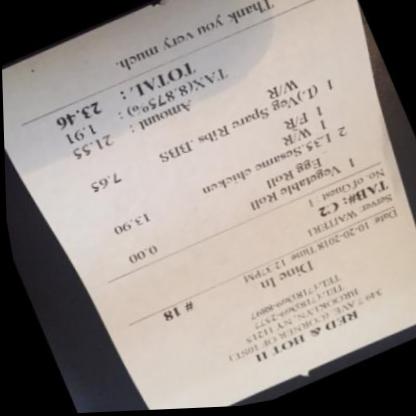 RED & HOT II
349 7 AVE (CORNER OF 10ST)
BROOKLYN, NY 11215
TEL:(718)369-2577
TEL:(718)369-0807
Dine In # 18
Date: 10-20-2018 Time: 12:37PM
Server: WAITER1
TAB#: C2
No. of Guest 1
1 Vegetable Roll 0.00
Egg Roll
2 L35.Sesame chicken 13.90
1 W/R
1 F/R
1 (L)Veg Spare Ribs .BBS 7.65
1 W/R
Amount : 21.55
TAX(8.875%) : 1.91
TOTAL : 23.46
Thank you very much.